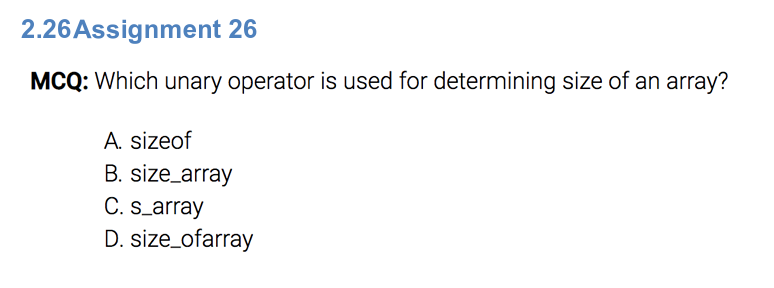 2.26Assignment 26
MCQ: Which unary operator is used for determining size of an array?
A. sizeof
B. size_array
C. s_array
D. size_ofarray